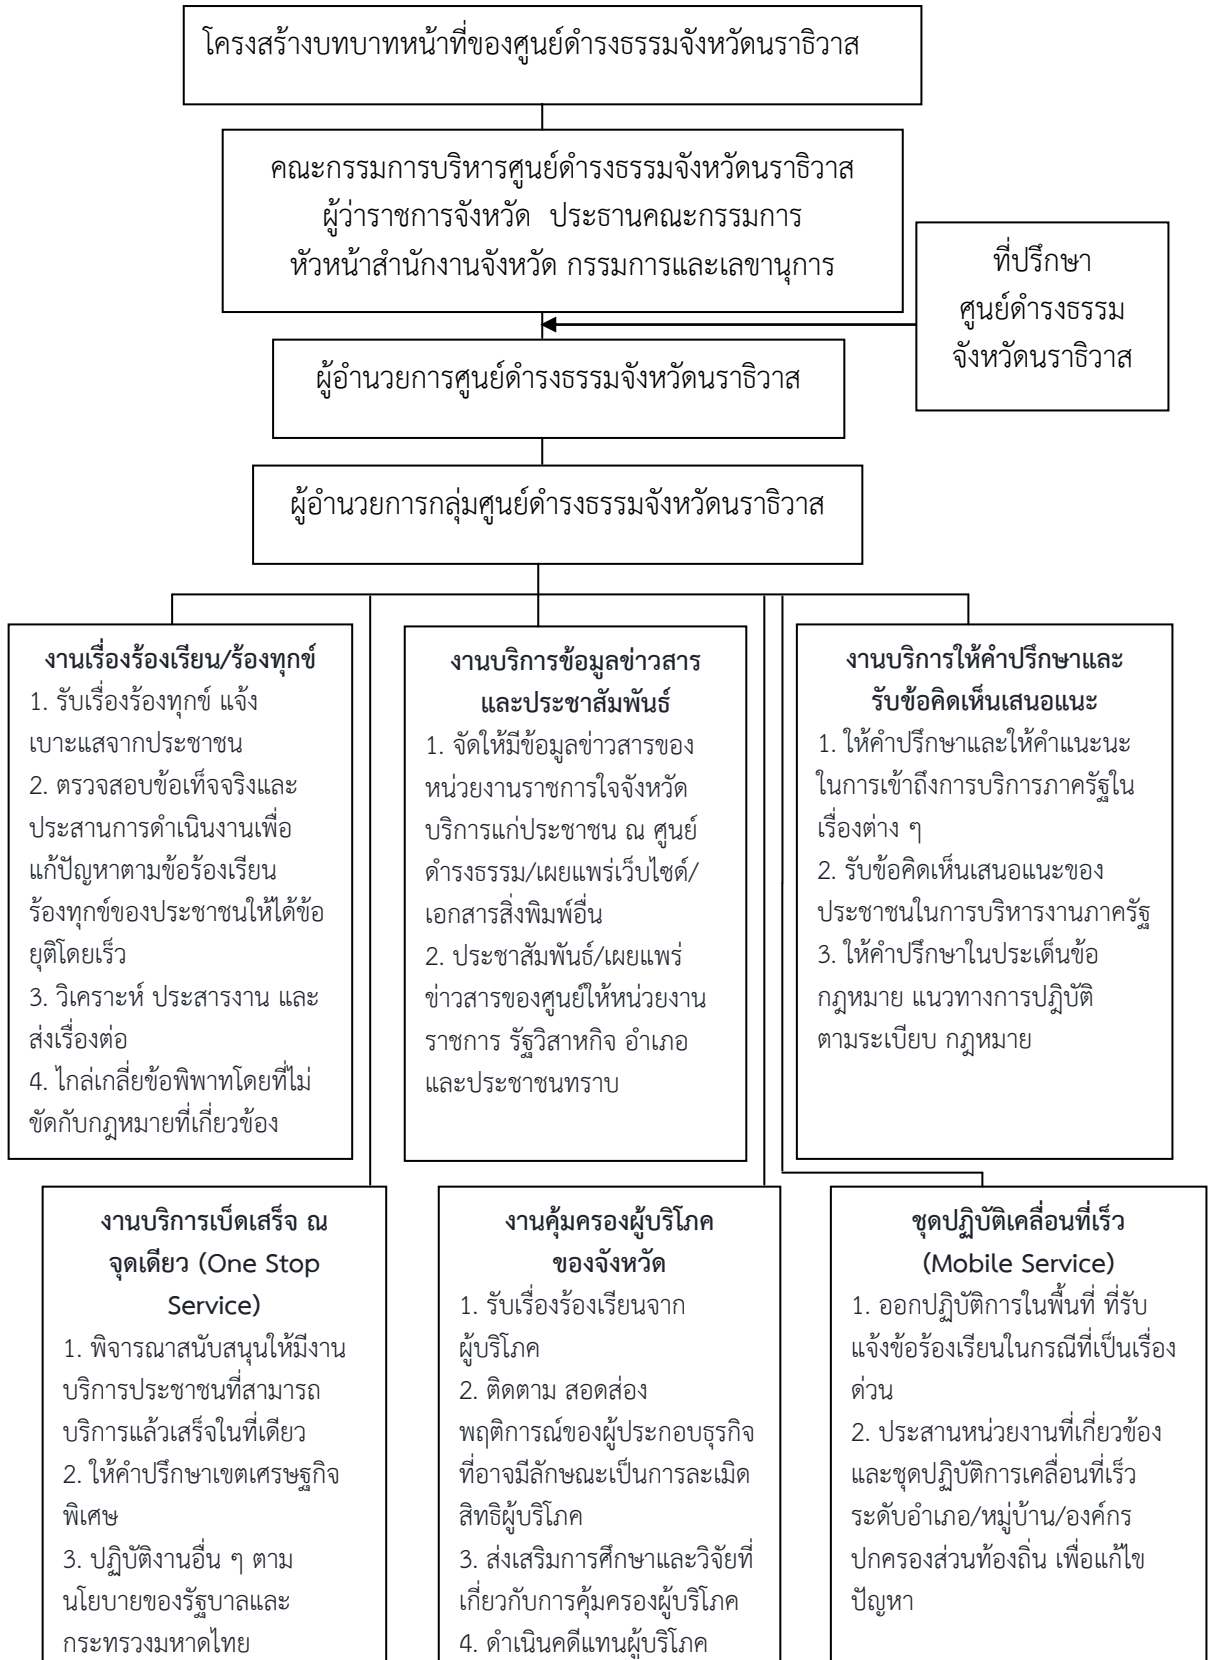 โครงสร้างบทบาทหน้าที่ของศูนย์ดำรงธรรมจังหวัดนราธิวาส
คณะกรรมการบริหารศูนย์ดำรงธรรมจังหวัดนราธิวาส
ผู้ว่าราชการจังหวัด ประธานคณะกรรมการ
หัวหน้าสำนักงานจังหวัด กรรมการและเลขานุการ
ที่ปรึกษา
ศูนย์ดำรงธรรม
จังหวัดนราธิวาส
ผู้อำนวยการศูนย์ดำรงธรรมจังหวัดนราธิวาส
ผู้อำนวยการกลุ่มศูนย์ดำรงธรรมจังหวัดนราธิวาส
งานเรื่องร้องเรียน/ร้องทุกข์
1. รับเรื่องร้องทุกข์ แจ้ง
เบาะแสจากประชาชน
2. ตรวจสอบข้อเท็จจริงและ
ประสานการดำเนินงานเพื่อ
แก้ปัญหาตามข้อร้องเรียน
ร้องทุกข์ของประชาชนให้ได้ข้อ
ยุติโดยเร็ว
3. วิเคราะห์ ประสารงาน และ
ส่งเรื่องต่อ
4. ไกล่เกลี่ยข้อพิพาทโดยที่ไม่
ขัดกับกฎหมายที่เกี่ยวข้อง
งานบริการข้อมูลข่าวสาร
และประชาสัมพันธ์
1. จัดให้มีข้อมูลข่าวสารของ
หน่วยงานราชการใจจังหวัด
บริการแก่ประชาชน ณ ศูนย์
ดำรงธรรม/เผยแพร่เว็บไซด์/
เอกสารสิ่งพิมพ์อื่น
2. ประชาสัมพันธ์/เผยแพร่
ข่าวสารของศูนย์ให้หน่วยงาน
ราชการ รัฐวิสาหกิจ อำเภอ
และประชาชนทราบ
งานบริการให้คำปรึกษาและ
รับข้อคิดเห็นเสนอแนะ
1. ให้คำปรึกษาและให้คำแนะนะ
ในการเข้าถึงการบริการภาครัฐใน
เรื่องต่าง ๆ
2. รับข้อคิดเห็นเสนอแนะของ
ประชาชนในการบริหารงานภาครัฐ
3. ให้คำปรึกษาในประเด็นข้อ
กฎหมาย แนวทางการปฎิบัติ
ตามระเบียบ กฎหมาย
งานบริการเบ็ดเสร็จ ณ
จุดเดียว (One Stop
Service)
1. พิจารณาสนับสนุนให้มีงาน
บริการประชาชนที่สามารถ
บริการแล้วเสร็จในที่เดียว
2. ให้คำปรึกษาเขตเศรษฐกิจ
พิเศษ
3. ปฏิบัติงานอื่น ๆ ตาม
นโยบายของรัฐบาลและ
กระทรวงมหาดไทย
งานคุ้มครองผู้บริโภค
ของจังหวัด
1. รับเรื่องร้องเรียนจาก
ผู้บริโภค
2. ติดตาม สอดส่อง
พฤติการณ์ของผู้ประกอบธุรกิจ
ที่อาจมีลักษณะเป็นการละเมิด
สิทธิผู้บริโภค
3. ส่งเสริมการศึกษาและวิจัยที่
เกี่ยวกับการคุ้มครองผู้บริโภค
4. ดำเนินคดีแทนผู้บริโภค
ชุดปฏิบัติเคลื่อนที่เร็ว
(Mobile Service)
1. ออกปฏิบัติการในพื้นที่ ที่รับ
แจ้งข้อร้องเรียนในกรณีที่เป็นเรื่อง
ด่วน
2. ประสานหน่วยงานที่เกี่ยวข้อง
และชุดปฏิบัติการเคลื่อนที่เร็ว
ระดับอำเภอ/หมู่บ้าน/องค์กร
ปกครองส่วนท้องถิ่น เพื่อแก้ไข
ปัญหา